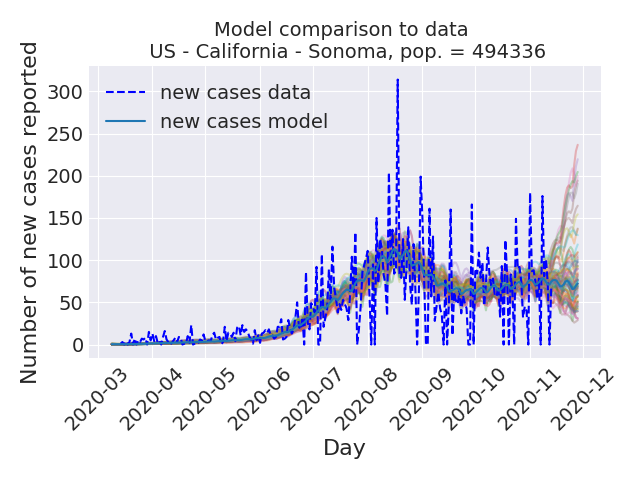 Model comparison to data
US - California - Sonoma, pop. = 494336
Number of new cases reported
300
250
200
150
100
50
0
new cases data
new cases model
2020-03
2020-04
2020-05
2020-06
2020-07
2020-08
2020-09
2020-10
2020-11
2020-12
Day